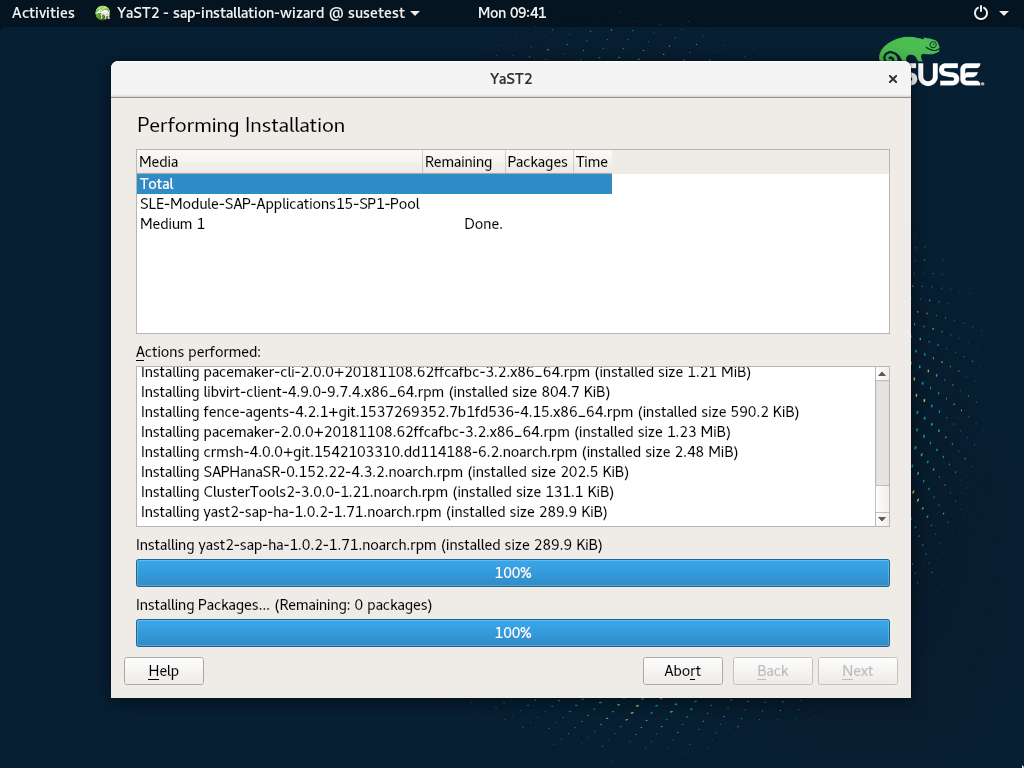 Activities YaST2 - sap-installation-wizard @ susetest Mon 09:41
SUSE
YaST2
Performing Installation
Media Remaining Packages Time
Total
SLE-Module-SAP-Applications15-SP1-Pool
Medium 1 Done.
Actions performed:
Installing pacemaker-cli-2.0.0+20181108.62ffcafbc-3.2.x86_64.rpm (installed size 1.21 MiB)
Installing libvirt-client-4.9.0-9.7.4.x86_64.rpm (installed size 804.7 KiB)
Installing fence-agents-4.2.1+git.1537269352.7b1fd536-4.15.x86_64.rpm (installed size 590.2 KiB)
Installing pacemaker-2.0.0+20181108.62ffcafbc-3.2.x86_64.rpm (installed size 1.23 MiB)
Installing crmsh-4.0.0+git.1542103310.dd114188-6.2.noarch.rpm (installed size 2.48 MiB)
Installing SAPHanaSR-0.152.22-4.3.2.noarch.rpm (installed size 202.5 KiB)
Installing ClusterTools2-3.0.0-1.21.noarch.rpm (installed size 131.1 KiB)
Installing yast2-sap-ha-1.0.2-1.71.noarch.rpm (installed size 289.9 KiB)
Installing yast2-sap-ha-1.0.2-1.71.noarch.rpm (installed size 289.9 KiB)
100%
Installing Packages... (Remaining: 0 packages)
100%
Help Abort Back Next